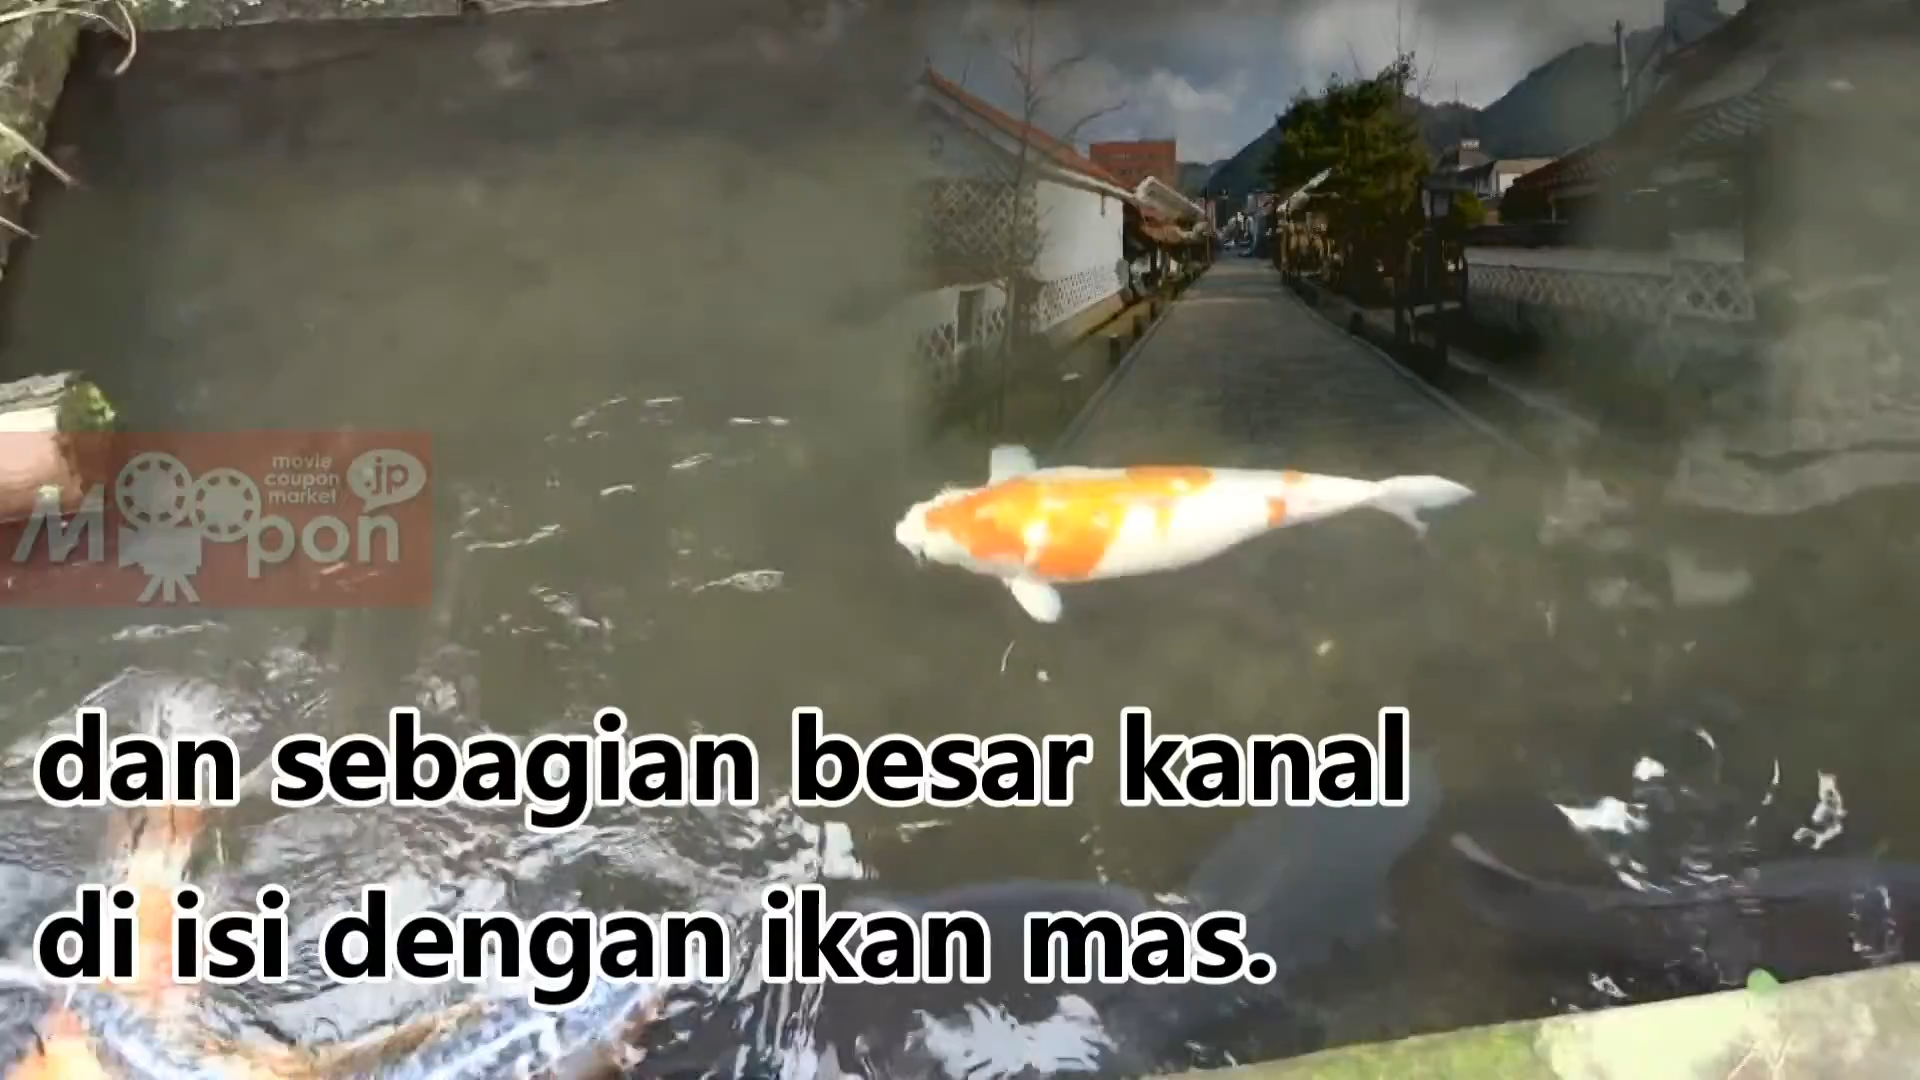 movie
coupon
market
.jp
Moopon
dan sebagian besar kanal
di isi dengan ikan mas.